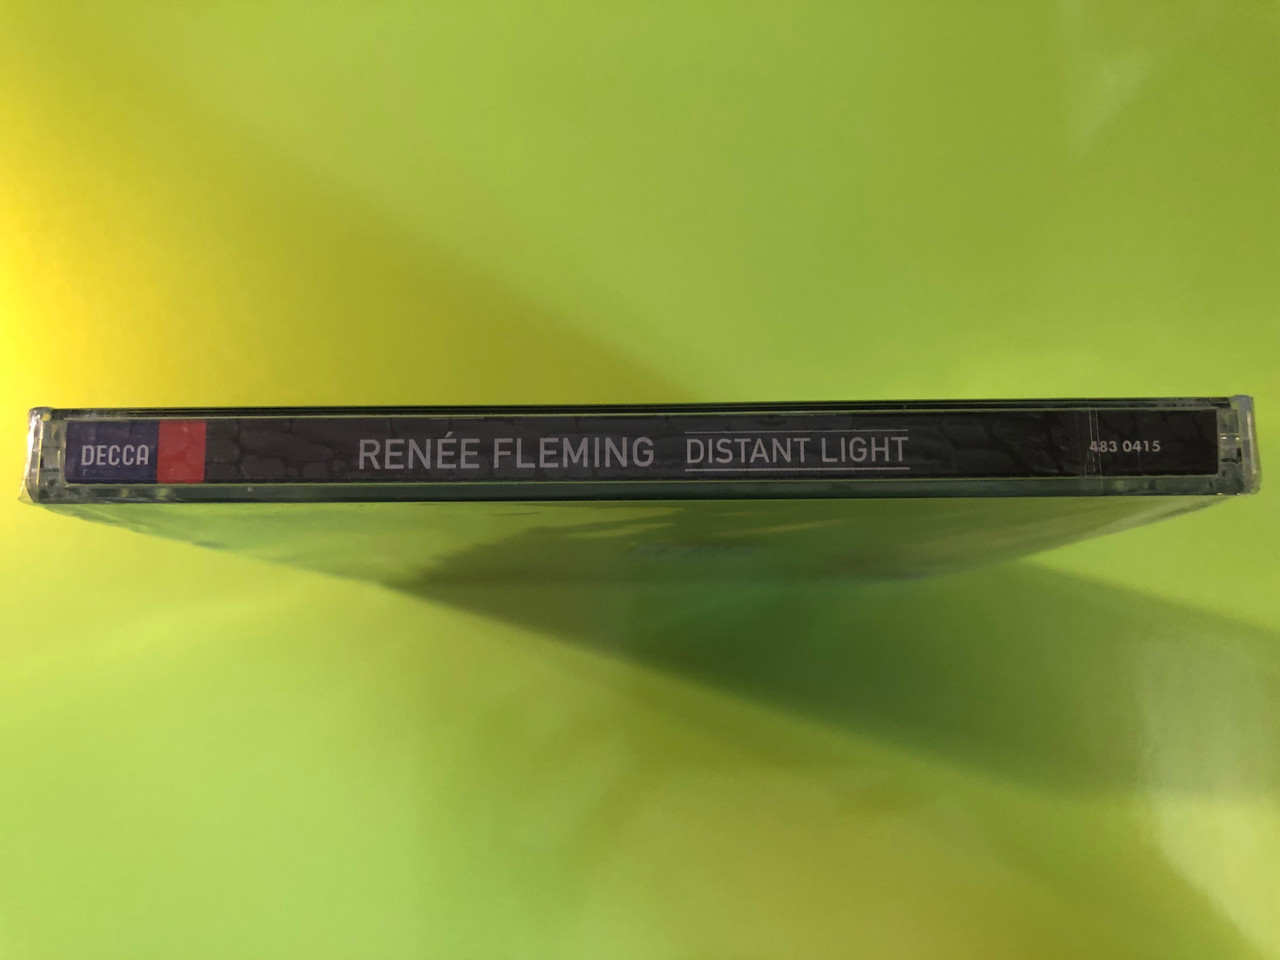 DECCA RENÉE FLEMING DISTANT LIGHT 483 0415